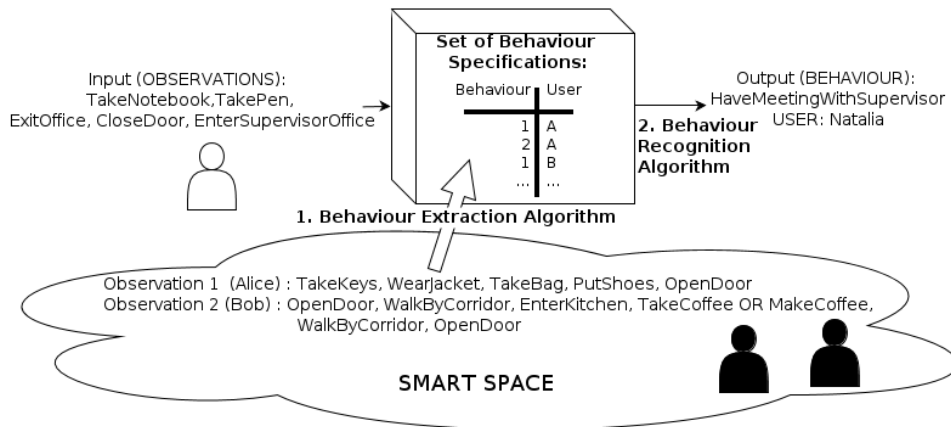 Set of Behaviour
Specifications:
Behaviour User
1 A
2 A
1 B
... ...
Input (OBSERVATIONS):
TakeNotebook,TakePen,
ExitOffice, CloseDoor, EnterSupervisorOffice
Output (BEHAVIOUR):
HaveMeetingWithSupervisor
USER: Natalia
2. Behaviour
Recognition
Algorithm
1. Behaviour Extraction Algorithm
Observation 1 (Alice) : TakeKeys, WearJacket, TakeBag, PutShoes, OpenDoor
Observation 2 (Bob) : OpenDoor, WalkByCorridor, EnterKitchen, TakeCoffee OR MakeCoffee,
WalkByCorridor, OpenDoor
SMART SPACE